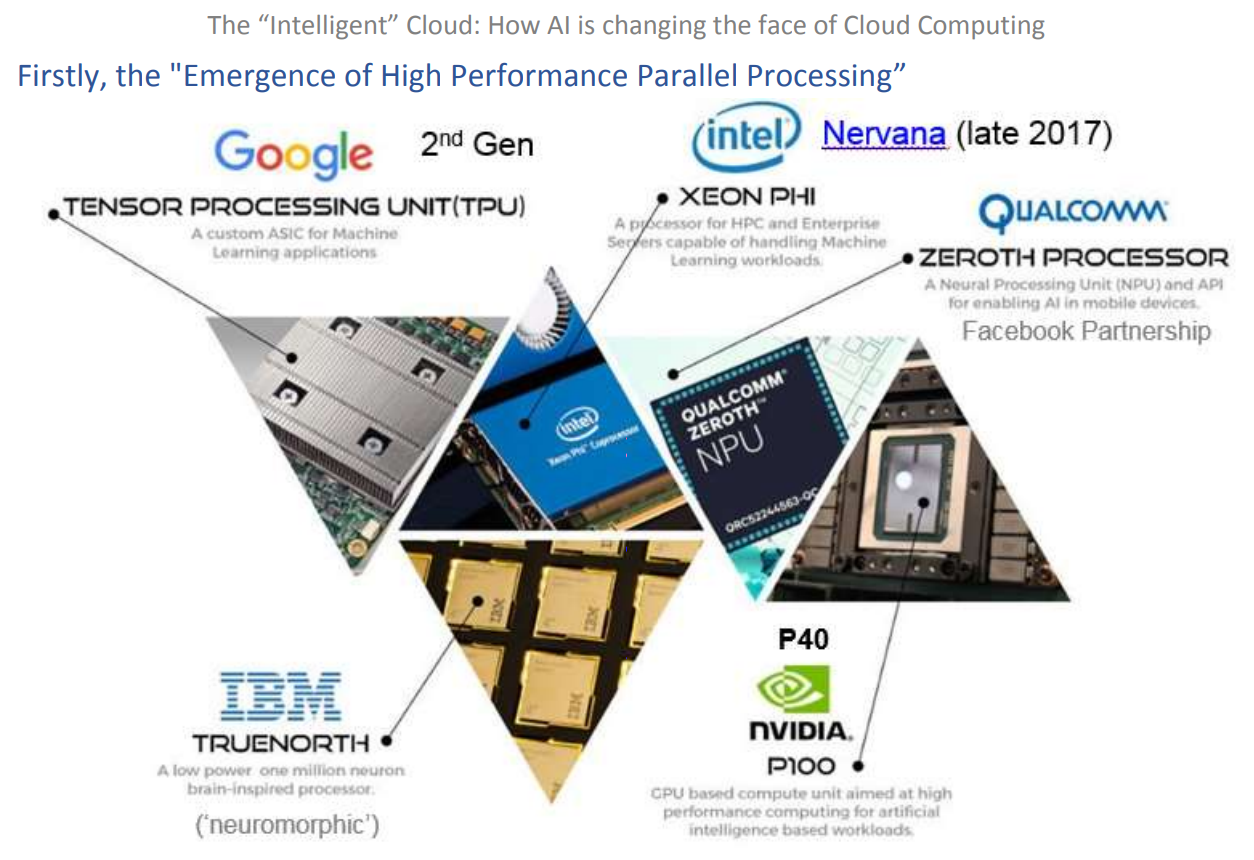 The “Intelligent” Cloud: How AI is changing the face of Cloud Computing
Firstly, the "Emergence of High Performance Parallel Processing”
Google
2nd Gen
TENSOR PROCESSING UNIT(TPU)
A custom ASIC for Machine
Learning applications
intel
Nervana (late 2017)
XEON PHI
A processor for HPC and Enterprise
Servers capable of handling Machine
Learning workloads.
QUALCOMM
ZEROTH PROCESSOR
A Neural Processing Unit (NPU) and API
for enabling AI in mobile devices.
Facebook Partnership
intel
Xeon Phi™ Coprocessor
QUALCOMM®
ZEROTH™
NPU
QRC52244563-QC
IBM
IBM
IBM
IBM
TRUENORTH
A low power one million neuron
brain-inspired processor.
(‘neuromorphic’)
P40
NVIDIA.
P100
GPU based compute unit aimed at high
performance computing for artificial
intelligence based workloads.